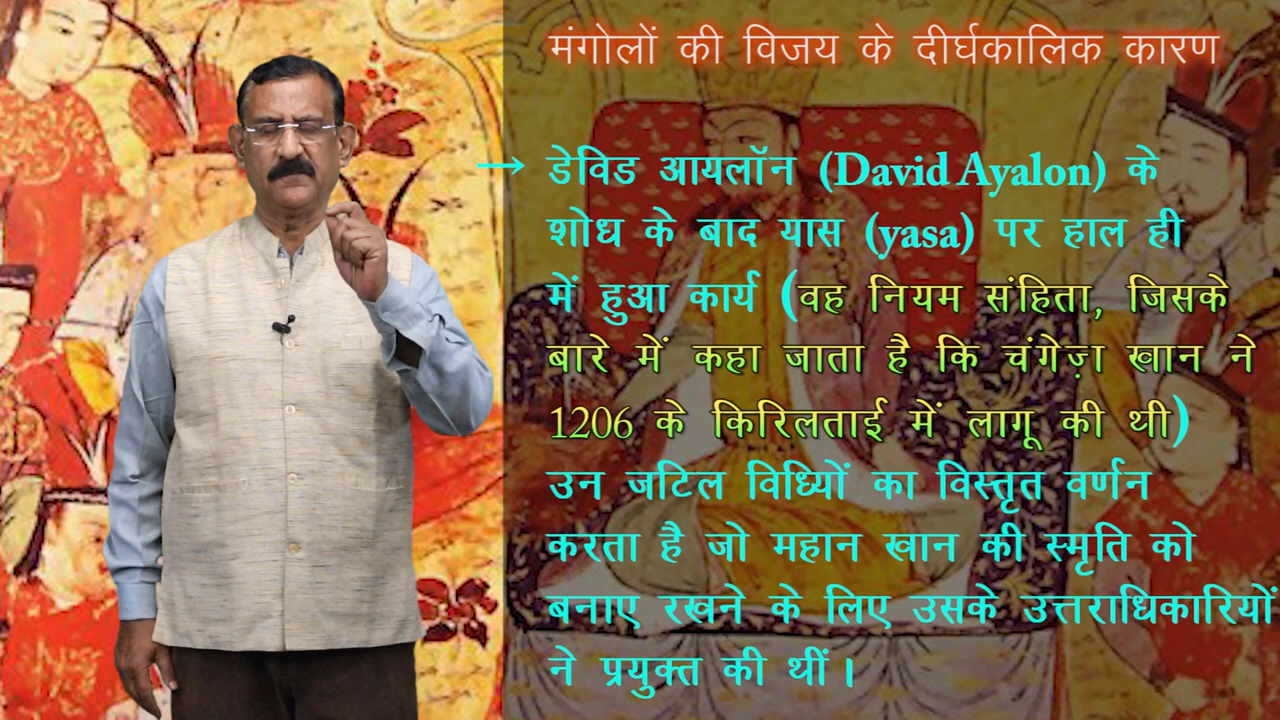 मंगोलों की विजय के दीर्घकालिक कारण
→ डेविड आयलॉन (David Ayalon) के
शोध के बाद यास (yasa) पर हाल ही
में हुआ कार्य (वह नियम संहिता, जिसके
बारे में कहा जाता है कि चंगेज़ा खान ने
1206 के किरिलताई में लागू की थी)
उन जटिल विधियों का विस्तृत वर्णन
करता है जो महान खान की स्मृति को
बनाए रखने के लिए उसके उत्तराधिकारियों
ने प्रयुक्त की थीं।